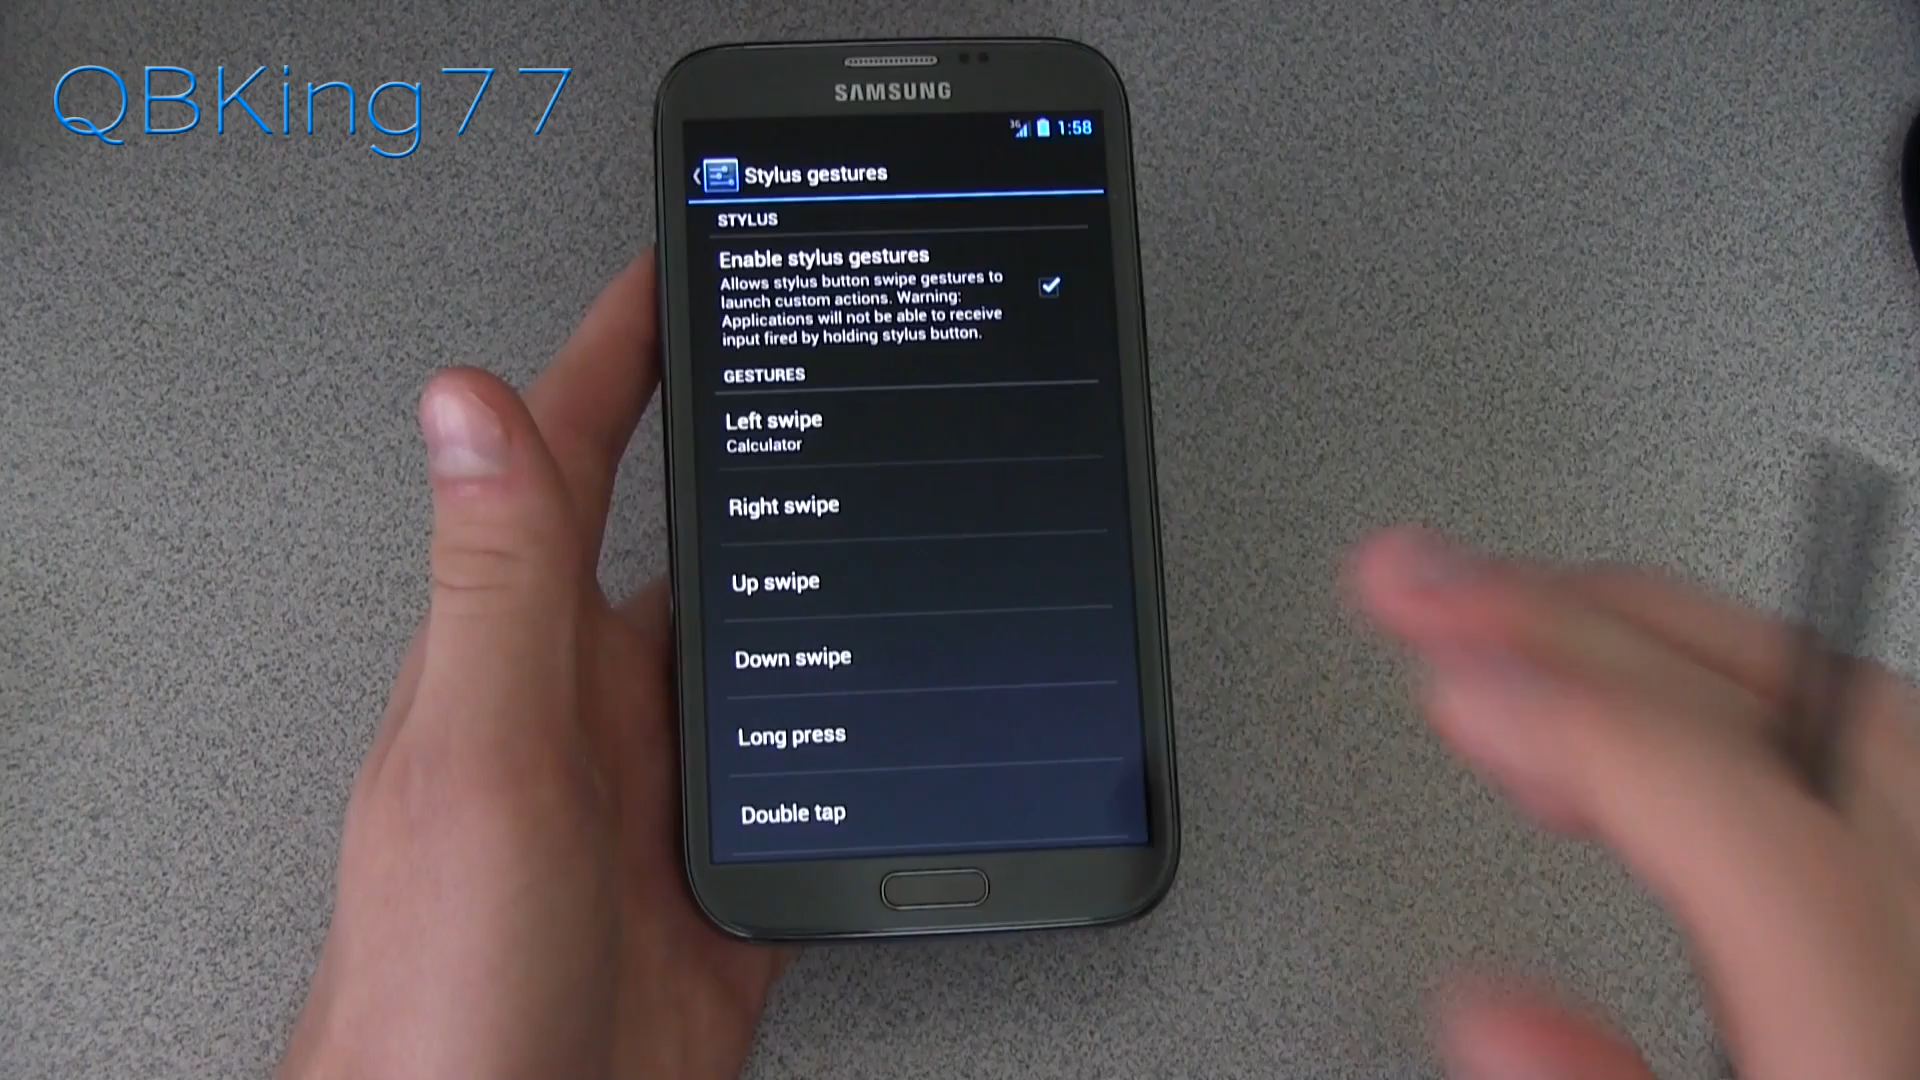 QBKing77
SAMSUNG
3G 1:58
Stylus gestures
STYLUS
Enable stylus gestures
Allows stylus button swipe gestures to
launch custom actions. Warning:
Applications will not be able to receive
input fired by holding stylus button.
GESTURES
Left swipe
Calculator
Right swipe
Up swipe
Down swipe
Long press
Double tap